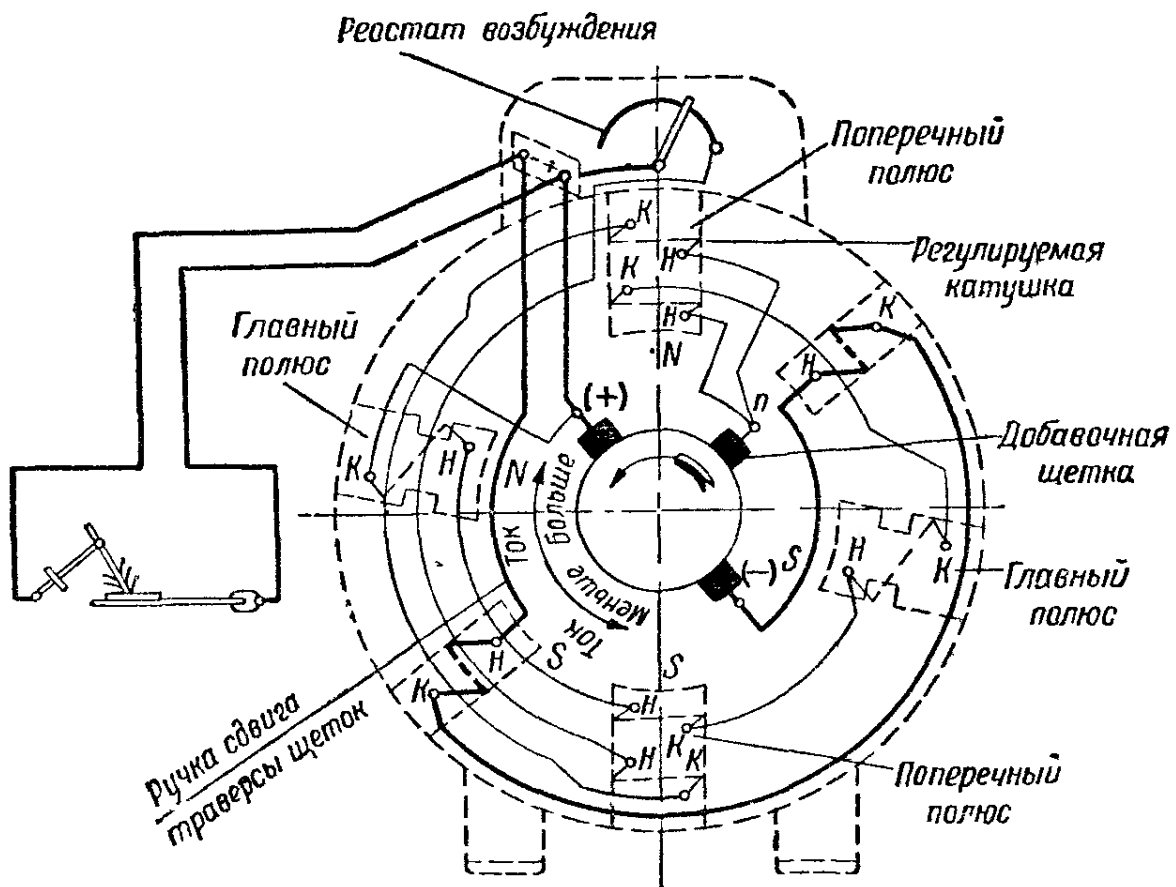 Реостат возбуждения
Поперечный
полюс
+
К
Регулируемая
катушка
Н
К
К
Главный
полюс
Н
Н
N
(+)
п
Добавочная
щетка
К
Н
N
Больше
Ток
Н
К
Главный
полюс
S
(–)
Меньше
Ток
S
Н
К
S
Н
К
Н
К
Поперечный
полюс
Ручка сдвига
траверсы щеток